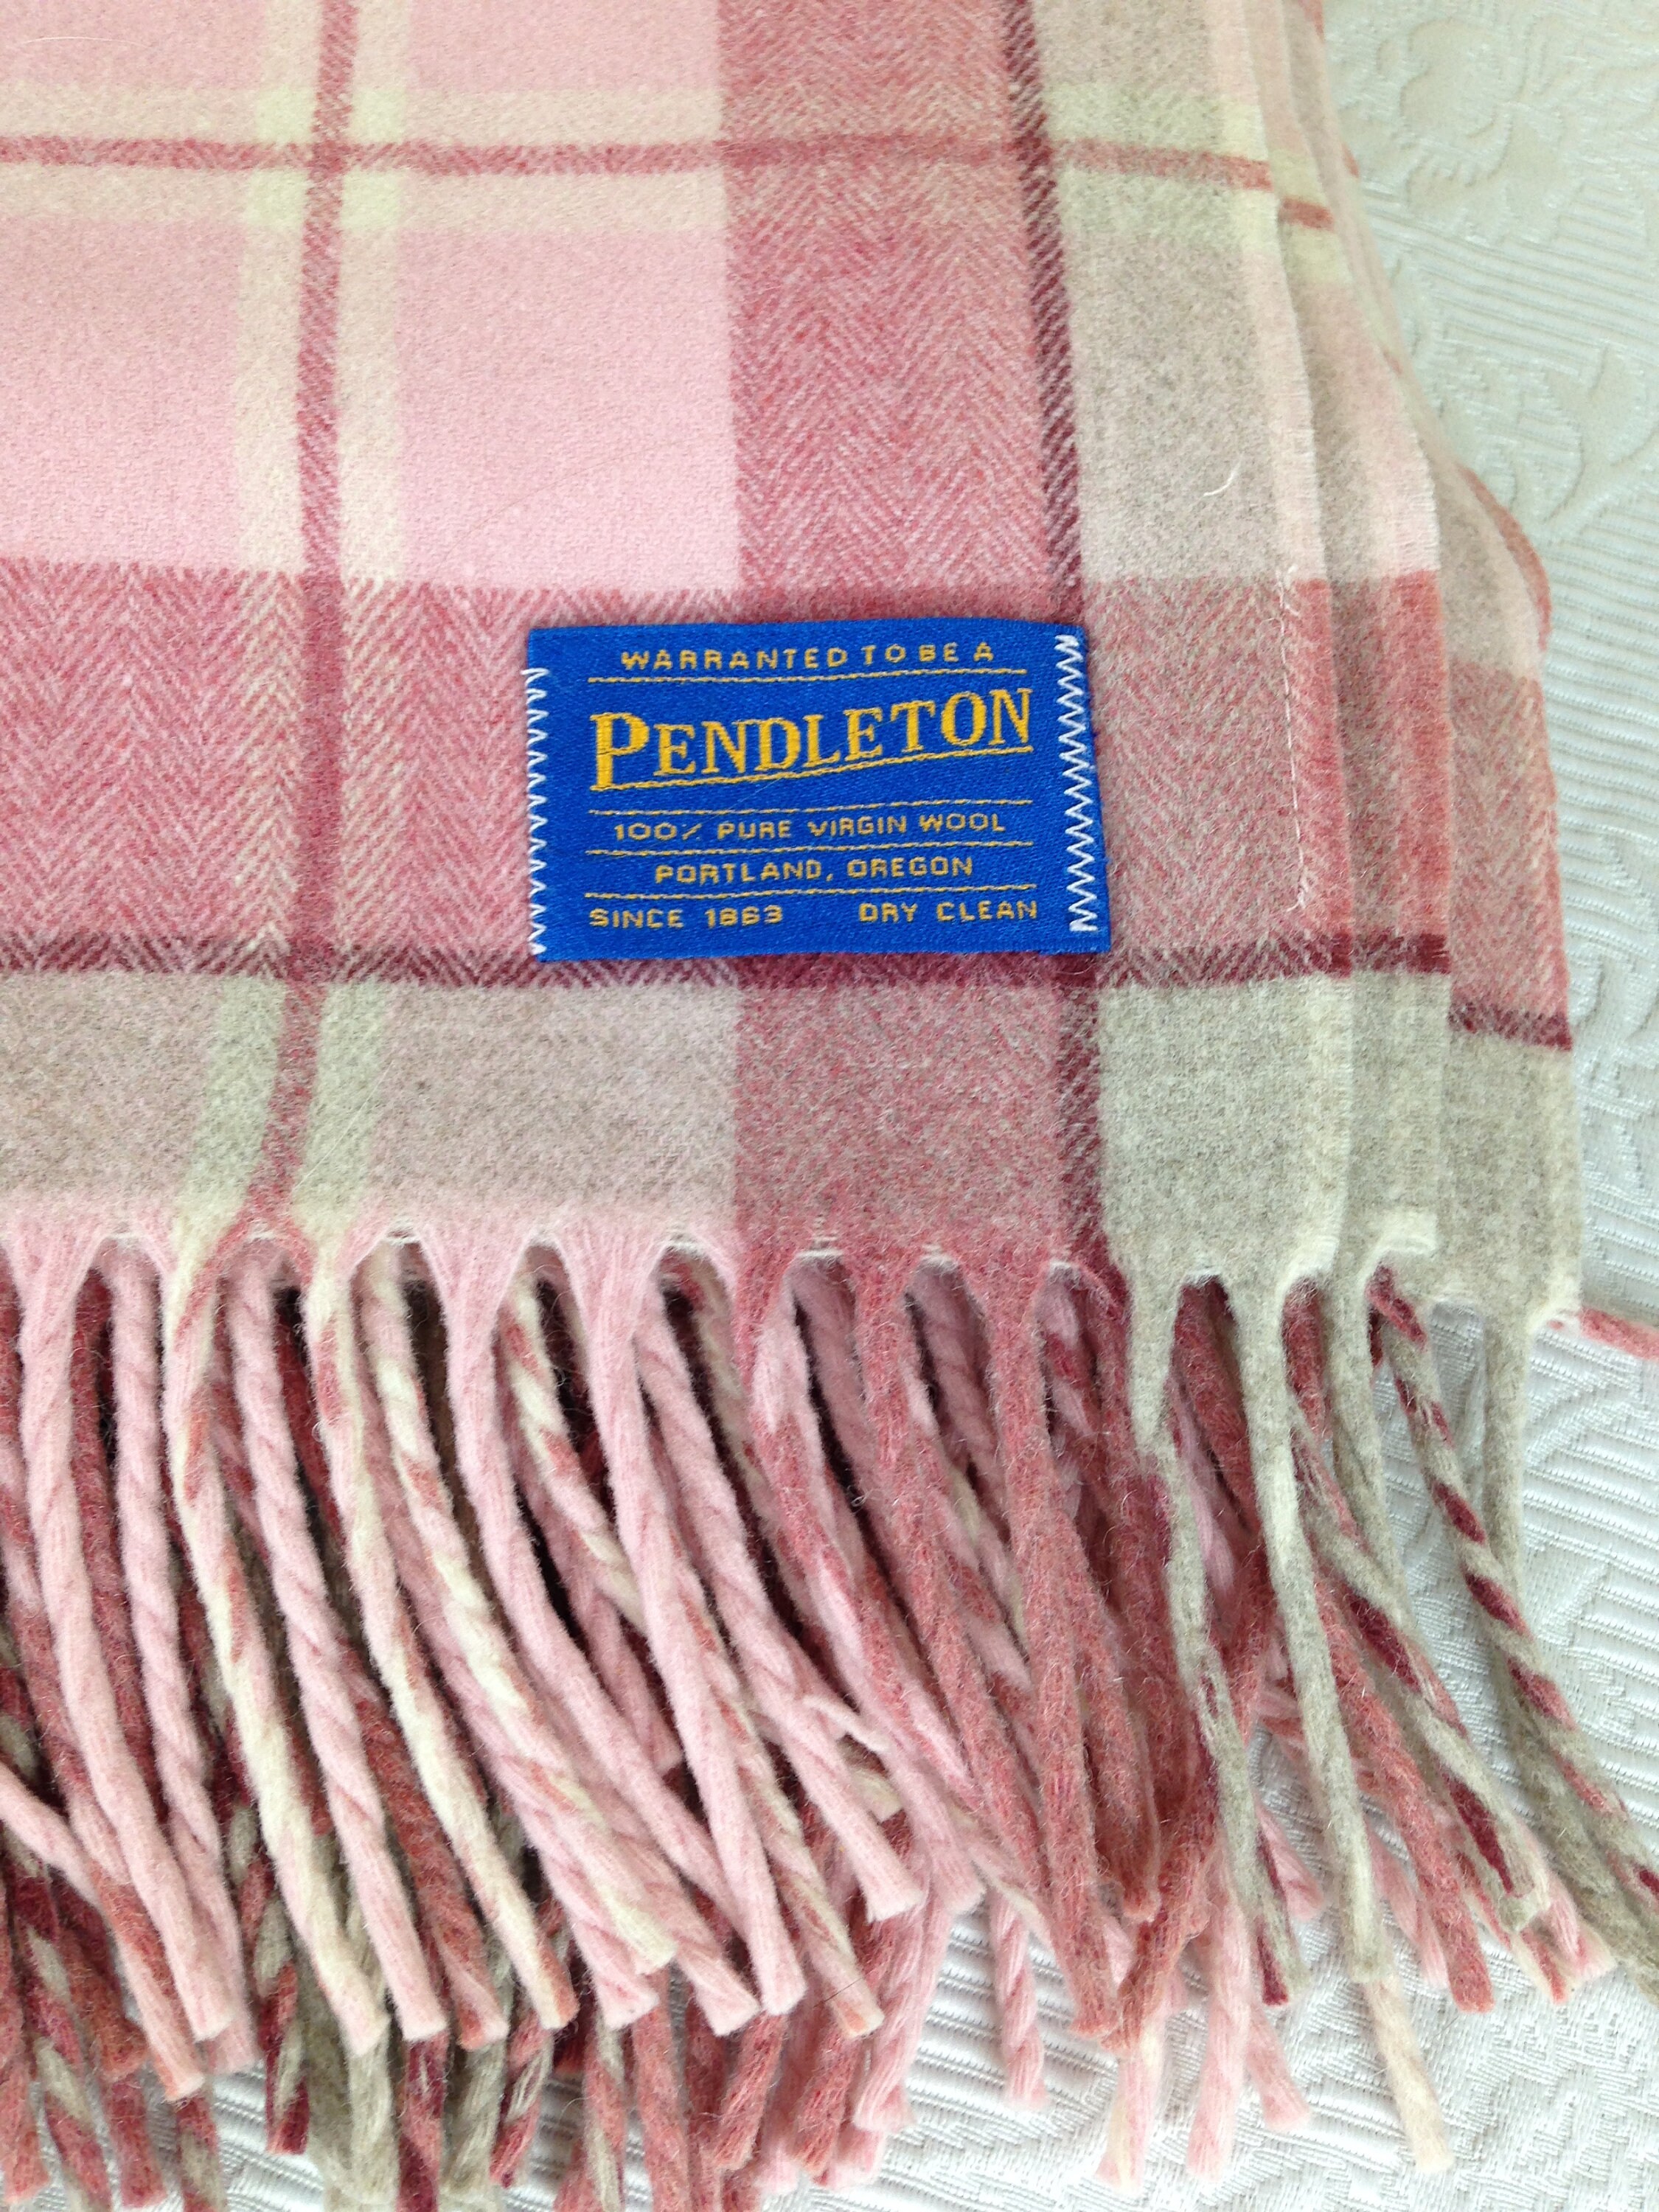 WARRANTED TO BE A
PENDLETON
100% PURE VIRGIN WOOL
PORTLAND, OREGON
SINCE 1863 DRY CLEAN